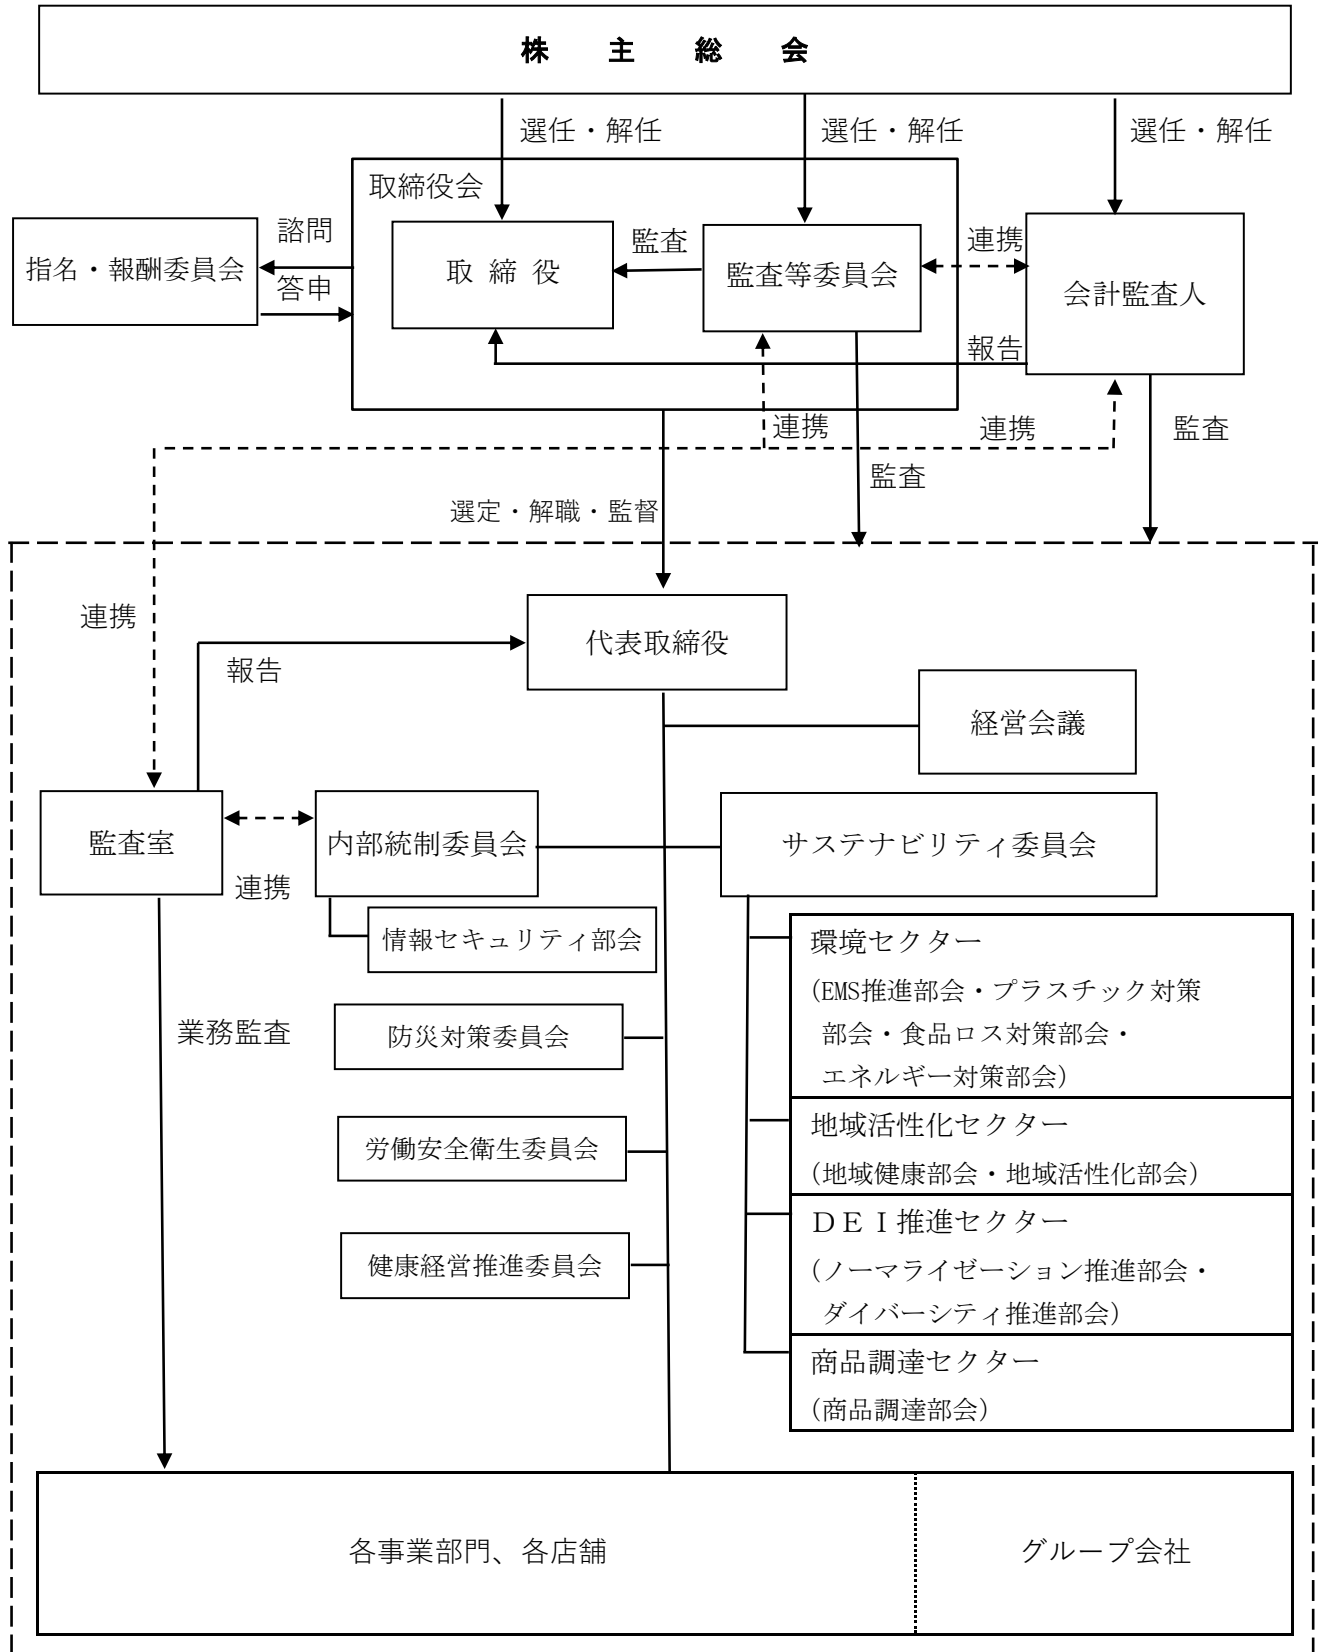 株 主 総 会
選任・解任
選任・解任
選任・解任
取締役会
諮問
指名・報酬委員会
答申
取 締 役
監査
監査等委員会
連携
会計監査人
報告
連携
連携
監査
監査
選定・解職・監督
連携
代表取締役
報告
経営会議
監査室
連携
内部統制委員会
サステナビリティ委員会
情報セキュリティ部会
業務監査
防災対策委員会
労働安全衛生委員会
健康経営推進委員会
環境セクター
(EMS推進部会・プラスチック対策
部会・食品ロス対策部会・
エネルギー対策部会)
地域活性化セクター
(地域健康部会・地域活性化部会)
ＤＥＩ推進セクター
(ノーマライゼーション推進部会・
ダイバーシティ推進部会)
商品調達セクター
(商品調達部会)
各事業部門、各店舗
グループ会社